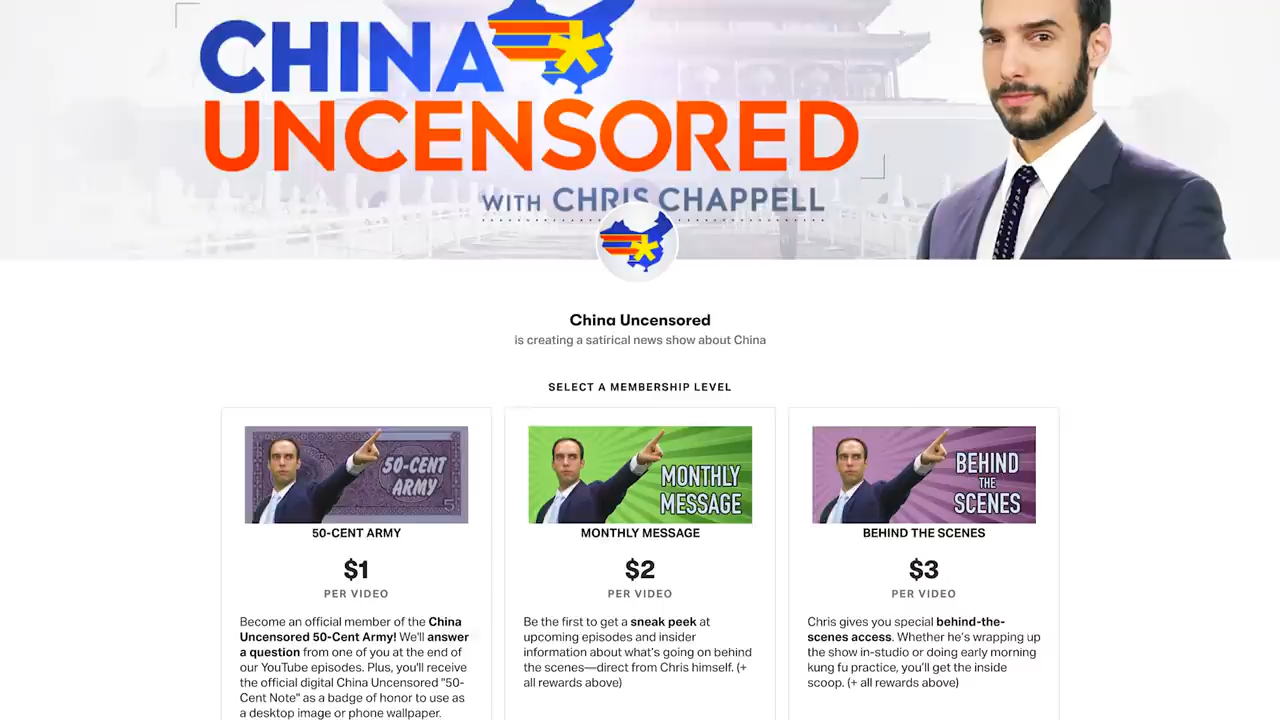 CHINA
UNCENSORED
WITH CHRIS CHAPPELL
China Uncensored
is creating a satirical news show about China
SELECT A MEMBERSHIP LEVEL
50-CENT
ARMY
5
50-CENT ARMY
$1
PER VIDEO
Become an official member of the China
Uncensored 50-Cent Army! We'll answer
a question from one of you at the end of
our YouTube episodes. Plus, you'll receive
the official digital China Uncensored "50-
Cent Note" as a badge of honor to use as
a desktop image or phone wallpaper.
MONTHLY
MESSAGE
MONTHLY MESSAGE
$2
PER VIDEO
Be the first to get a sneak peek at
upcoming episodes and insider
information about what's going on behind
the scenes—direct from Chris himself. (+
all rewards above)
BEHIND
THE
SCENES
BEHIND THE SCENES
$3
PER VIDEO
Chris gives you special behind-the-
scenes access. Whether he's wrapping up
the show in-studio or doing early morning
kung fu practice, you'll get the inside
scoop. (+ all rewards above)